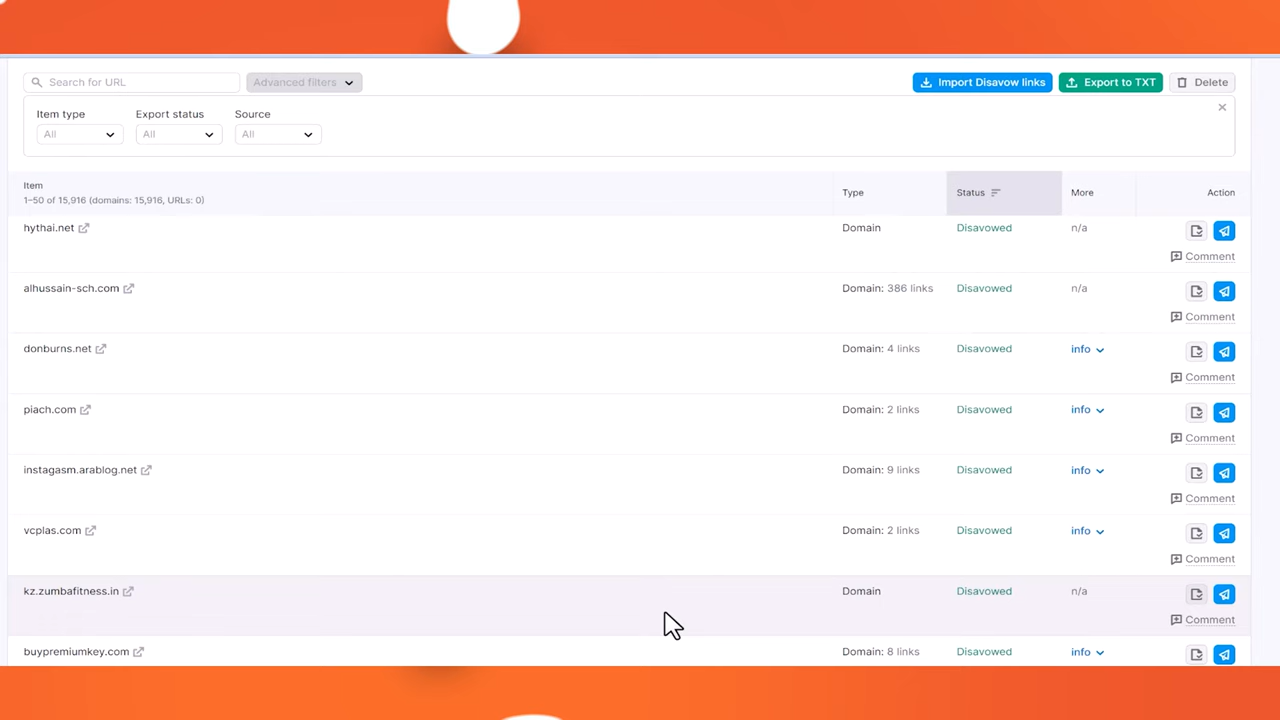 Search for URL
Advanced filters
Import Disavow links
Export to TXT
Delete
Item type
Export status
Source
All
All
All
Item
Type
Status
More
Action
1–50 of 15,916 (domains: 15,916, URLs: 0)
hythai.net
Domain
Disavowed
n/a
Comment
alhussain-sch.com
Domain: 386 links
Disavowed
n/a
Comment
donburns.net
Domain: 4 links
Disavowed
info
Comment
piach.com
Domain: 2 links
Disavowed
info
Comment
instagasm.arablog.net
Domain: 9 links
Disavowed
info
Comment
vcplas.com
Domain: 2 links
Disavowed
info
Comment
kz.zumbafitness.in
Domain
Disavowed
n/a
Comment
buypremiumkey.com
Domain: 8 links
Disavowed
info